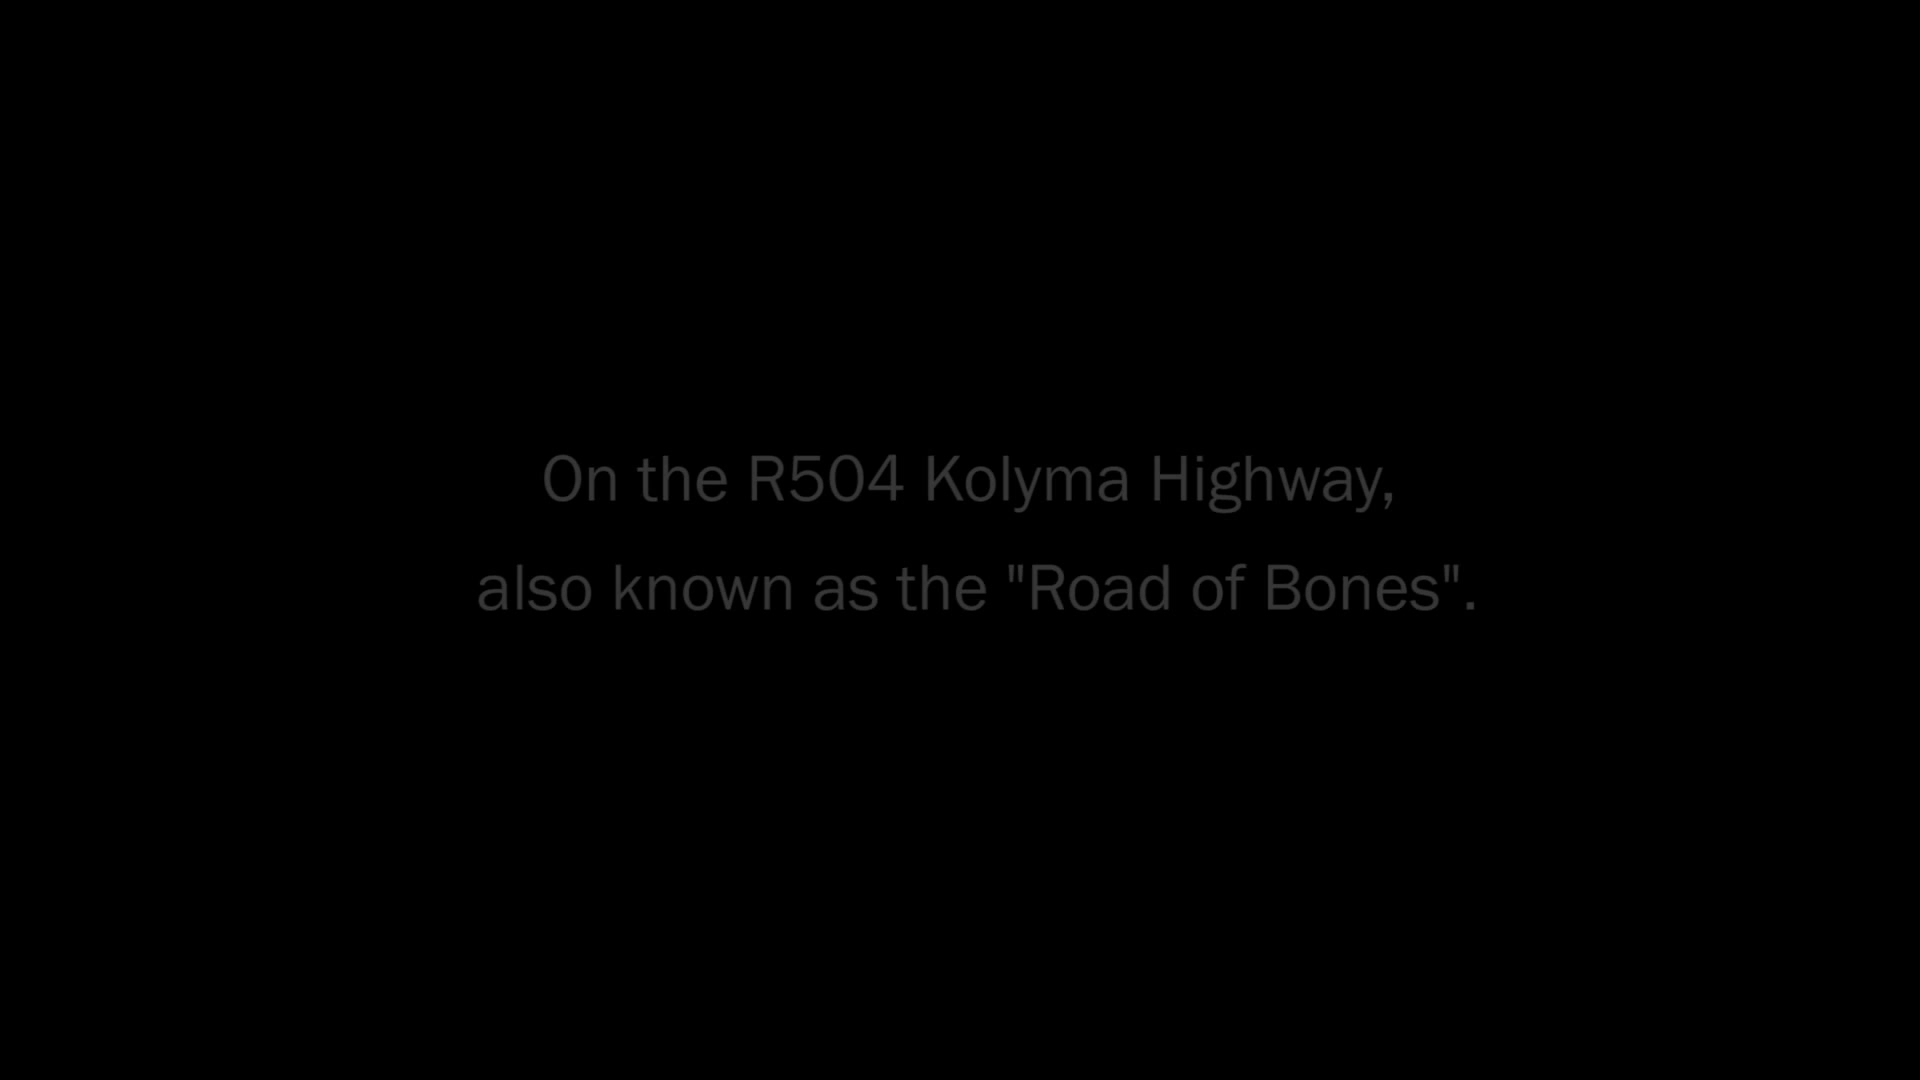 On the R504 Kolyma Highway,
also known as the "Road of Bones".